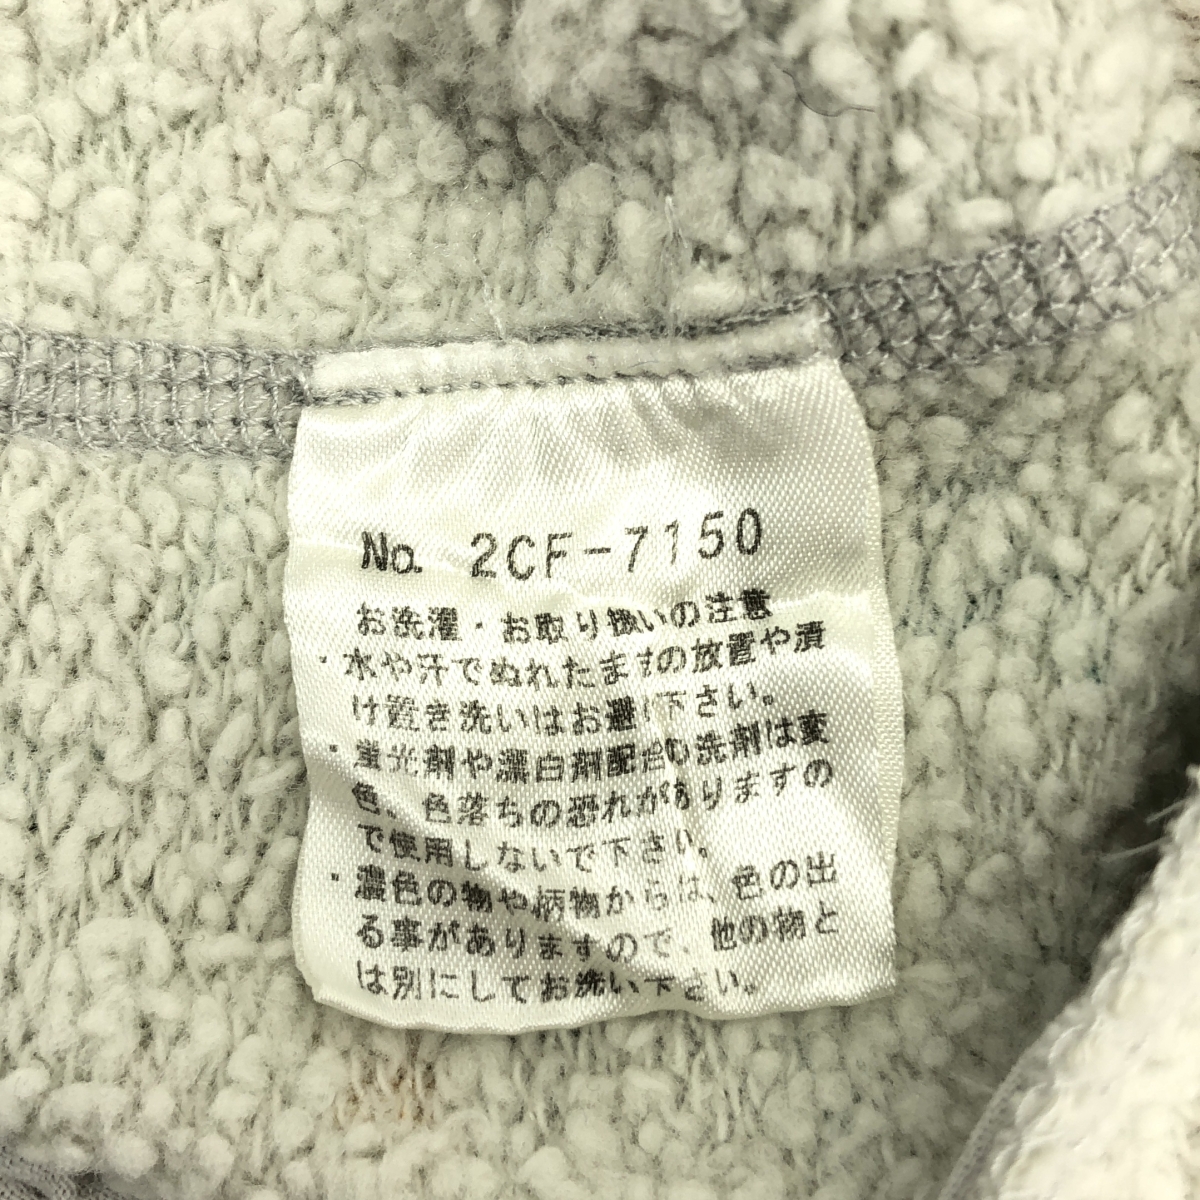 No. 2CF-7150
お洗濯・お取り扱いの注意
・水や汗でぬれたままの放置や漬
け置き洗いはお避け下さい。
・蛍光剤や漂白剤配合の洗剤は変
色、色落ちの恐れがありますの
で使用しないで下さい。
・濃色の物や柄物からは、色の出
る事がありますので、他の物と
は別にしてお洗い下さい。